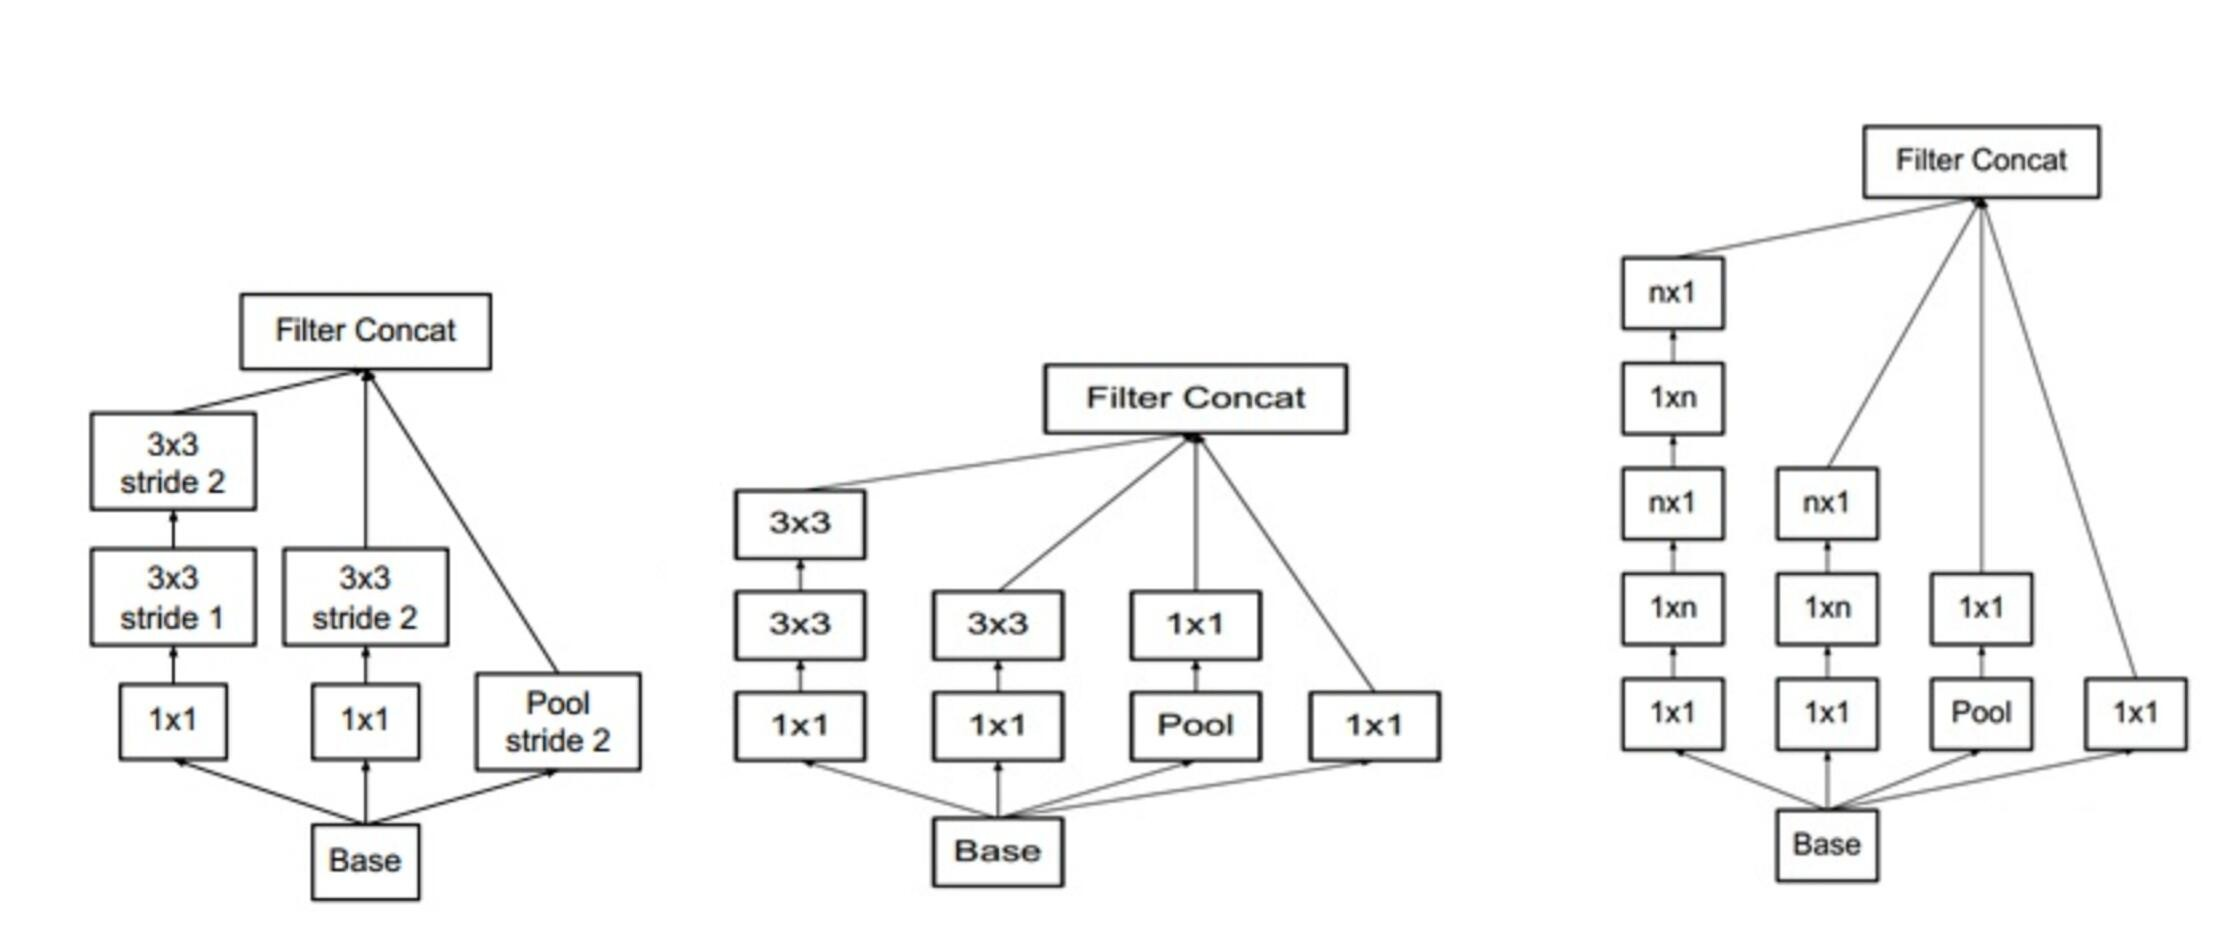 Filter Concat
3x3
stride 2
3x3
stride 1
3x3
stride 2
1x1
1x1
Pool
stride 2
Base
Filter Concat
3x3
3x3
3x3
1x1
1x1
1x1
Pool
1x1
Base
Filter Concat
nx1
1xn
nx1
nx1
1xn
1xn
1x1
1x1
1x1
Pool
1x1
Base